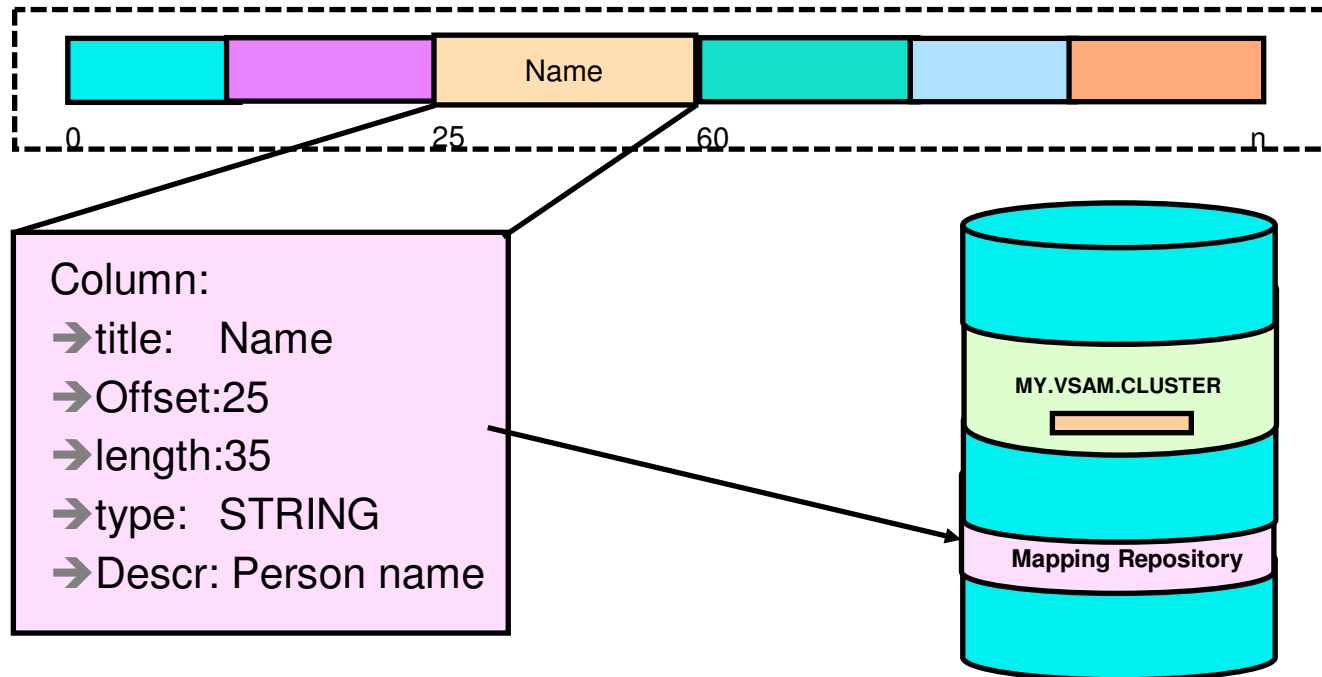 Name
0 25 60 n
Column:
➔title: Name
➔Offset:25
➔length:35
➔type: STRING
➔Descr: Person name
MY.VSAM.CLUSTER
Mapping Repository